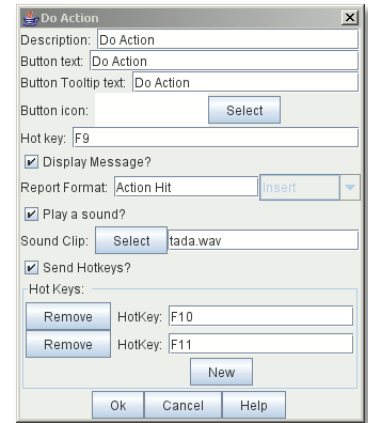 Do Action
Description: Do Action
Button text: Do Action
Button Tooltip text: Do Action
Button icon: Select
Hot key: F9
Display Message?
Report Format: Action Hit Insert
Play a sound?
Sound Clip: Select tada.wav
Send Hotkeys?
Hot Keys:
Remove HotKey: F10
Remove HotKey: F11
New
Ok Cancel Help